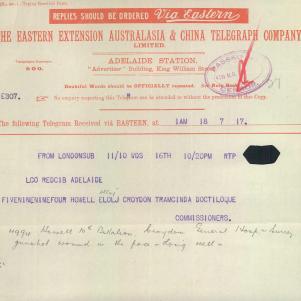 REPLIES SHOULD BE ORDERED Via Eastern
THE EASTERN EXTENSION AUSTRALASIA & CHINA TELEGRAPH COMPANY
LIMITED.
ADELAIDE STATION.
"Advertiser" Building, King William Street
Doubtful Words should be OFFICIALLY repeated.
E307.
No enquiry respecting this Telegram can be attended to without the production of this Copy.
The following Telegram Received viâ EASTERN, at 1AM 18 7 17.
FROM LONDONSUB 11/10 WDS 16TH 10/20PM RTP
LCO REDCIB ADELAIDE
FIVENINENINEFOUR HOWELL ELOLJ CROYDON TRAMCINDA DOCTILOQUE
COMMISSIONERS.
Howell 10th Battalion Croydon General Hosp Surrey
gunshot wound in the face - doing well -